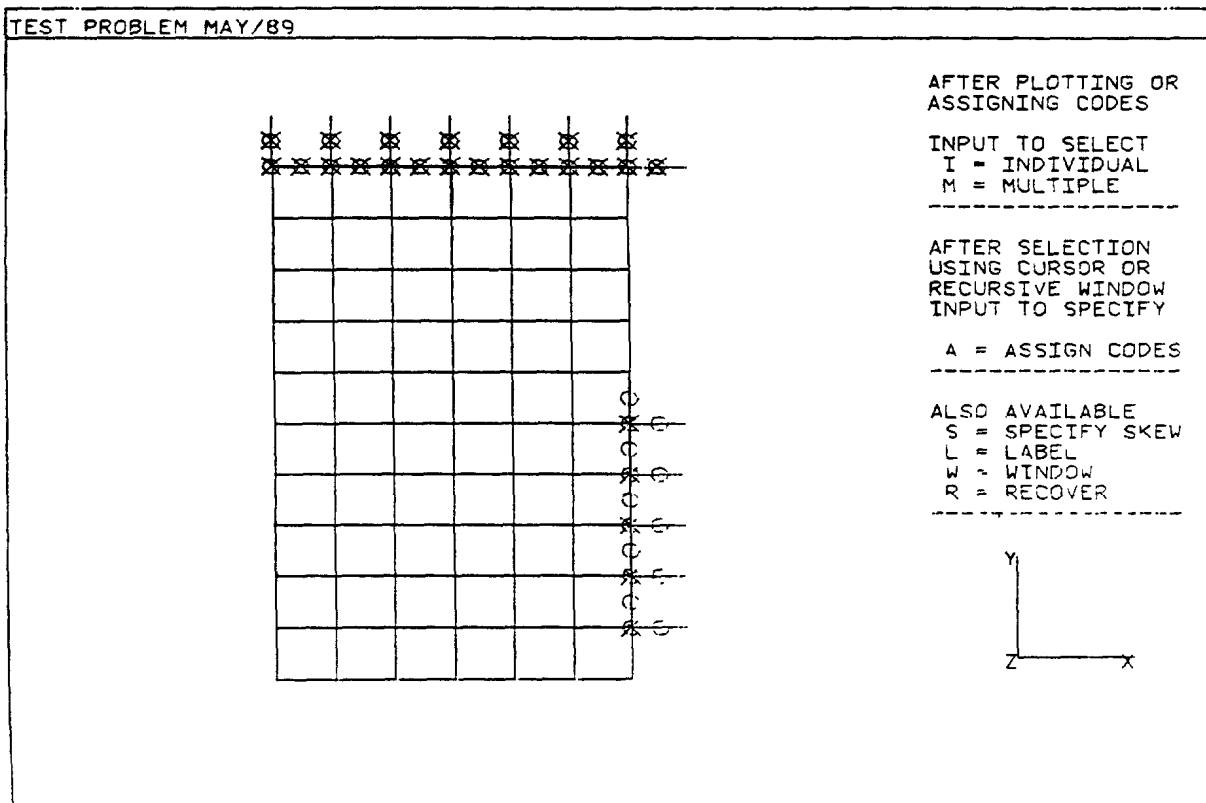 TEST PROBLEM MAY/89
AFTER PLOTTING OR
ASSIGNING CODES
INPUT TO SELECT
I = INDIVIDUAL
M = MULTIPLE
AFTER SELECTION
USING CURSOR OR
RECURSIVE WINDOW
INPUT TO SPECIFY
A = ASSIGN CODES
ALSO AVAILABLE
S = SPECIFY SKEW
L = LABEL
W = WINDOW
R = RECOVER
Y
Z X